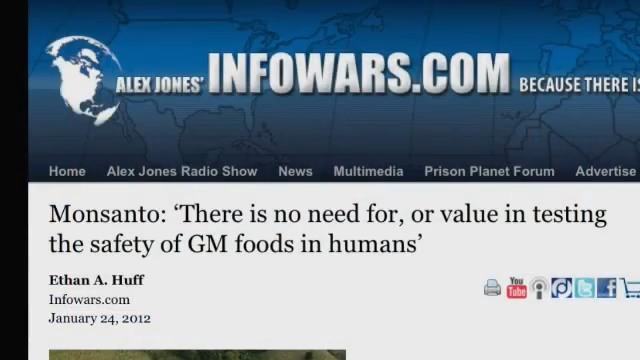 ALEX JONES' INFOWARS.COM BECAUSE THERE IS
Home Alex Jones Radio Show News Multimedia Prison Planet Forum Advertise
Monsanto: ‘There is no need for, or value in testing
the safety of GM foods in humans’
Ethan A. Huff
Infowars.com
January 24, 2012
You
Tube